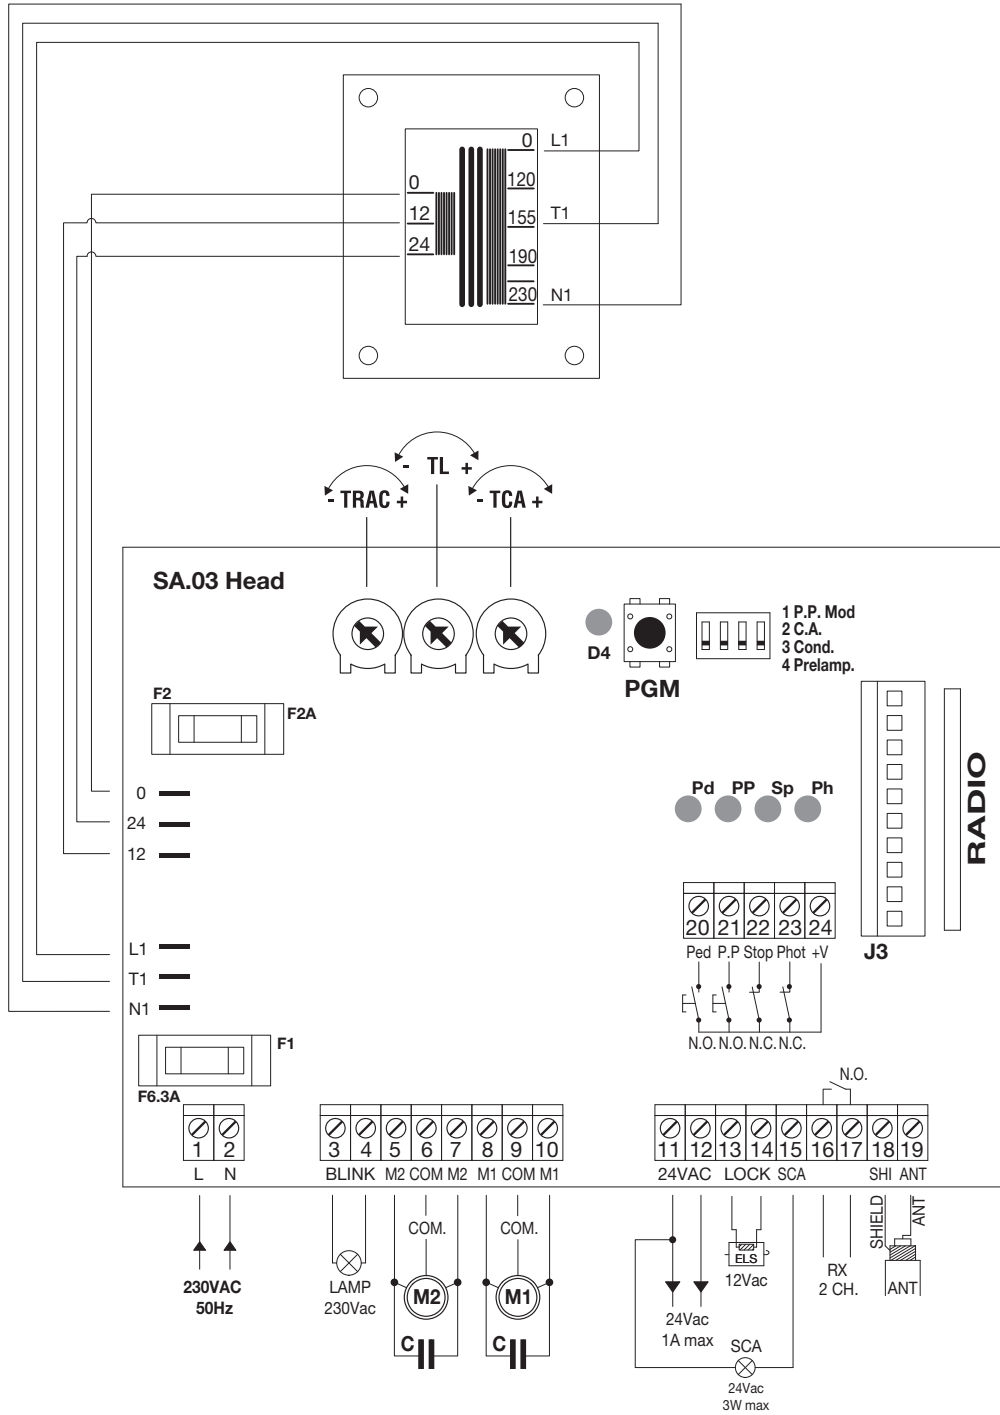 0 L1
120
0
12
155 T1
24
190
230 N1
- TL +
- TRAC +
- TCA +
SA.03 Head
1 P.P. Mod
2 C.A.
3 Cond.
4 Prelamp.
D4
PGM
F2
F2A
Pd PP Sp Ph
RADIO
0
24
12
20 21 22 23 24
Ped P.P Stop Phot +V
J3
L1
T1
N1
N.O. N.O. N.C. N.C.
F1
F6.3A
N.O.
1 2 3 4 5 6 7 8 9 10 11 12 13 14 15 16 17 18 19
L N BLINK M2 COM M2 M1 COM M1 24VAC LOCK SCA SHI ANT
SHIELD
ANT
COM. COM.
ELS
230VAC
50Hz
LAMP
230Vac
M2 M1
12Vac
RX
2 CH.
ANT
24Vac
1A max
C C
SCA
24Vac
3W max